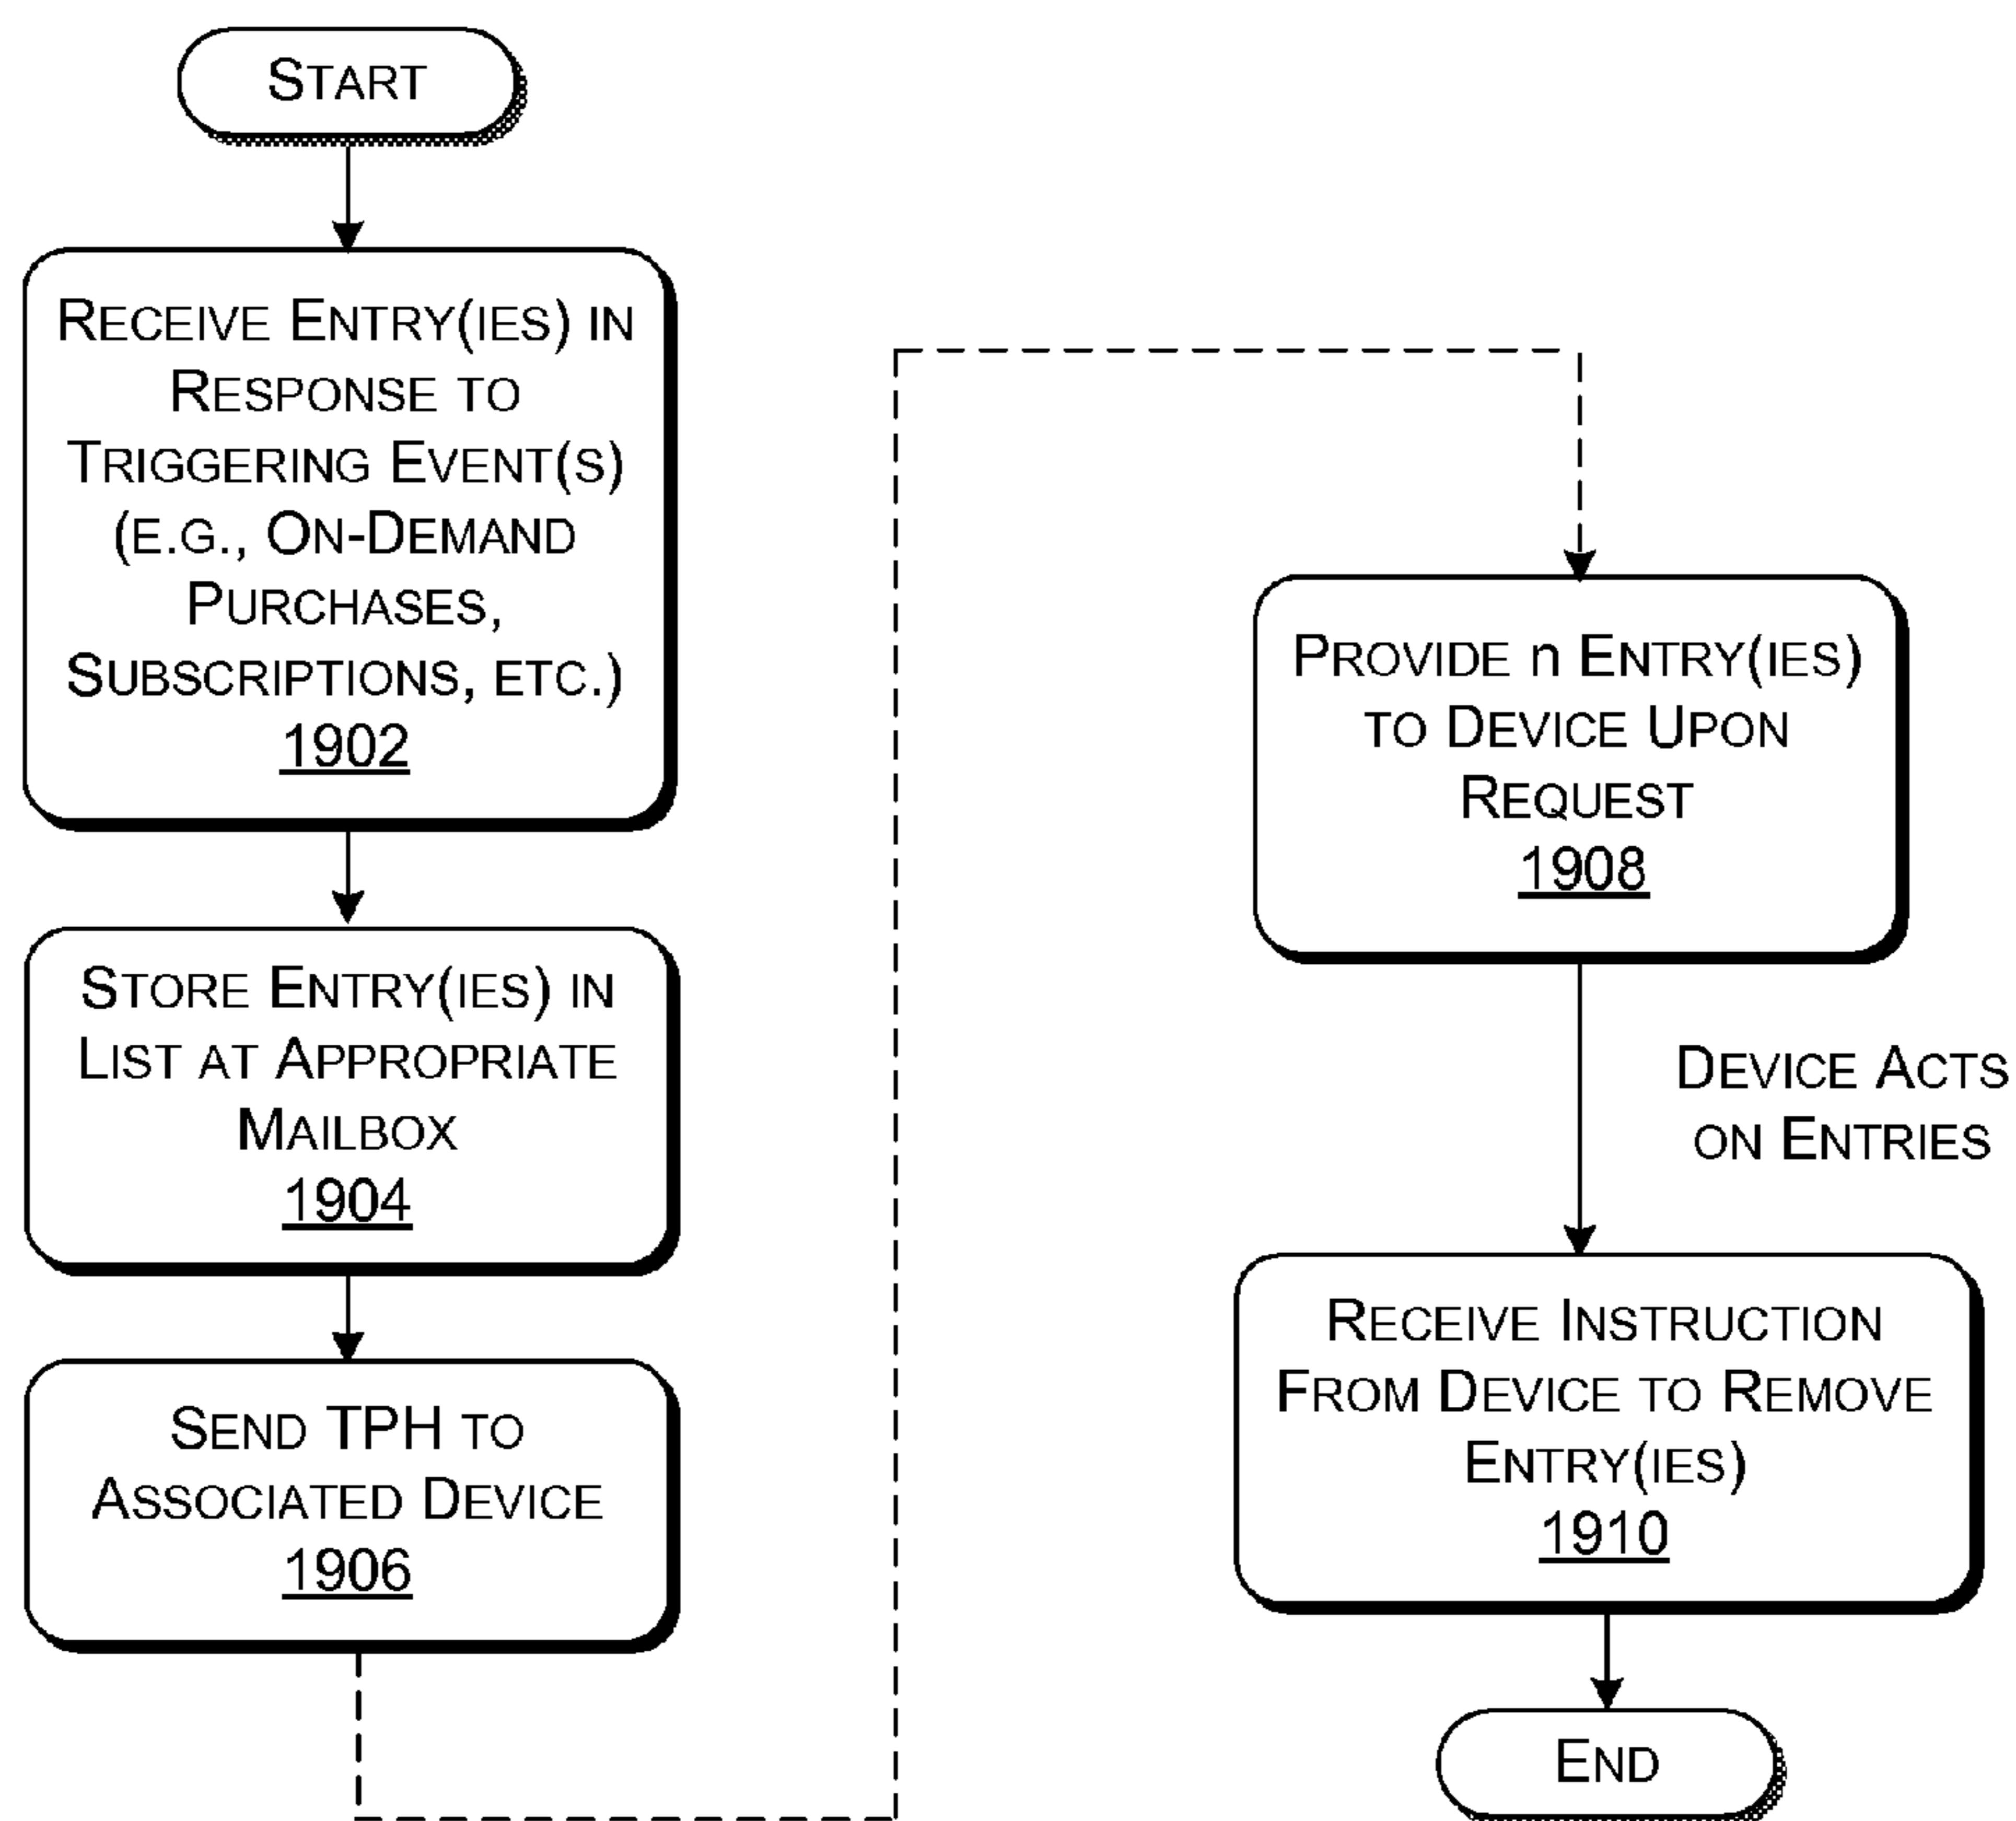 START
RECEIVE ENTRY(IES) IN
RESPONSE TO
TRIGGERING EVENT(S)
(E.G., ON-DEMAND
PURCHASES,
SUBSCRIPTIONS, ETC.)
1902
STORE ENTRY(IES) IN
LIST AT APPROPRIATE
MAILBOX
1904
SEND TPH TO
ASSOCIATED DEVICE
1906
PROVIDE n ENTRY(IES)
TO DEVICE UPON
REQUEST
1908
DEVICE ACTS
ON ENTRIES
RECEIVE INSTRUCTION
FROM DEVICE TO REMOVE
ENTRY(IES)
1910
END